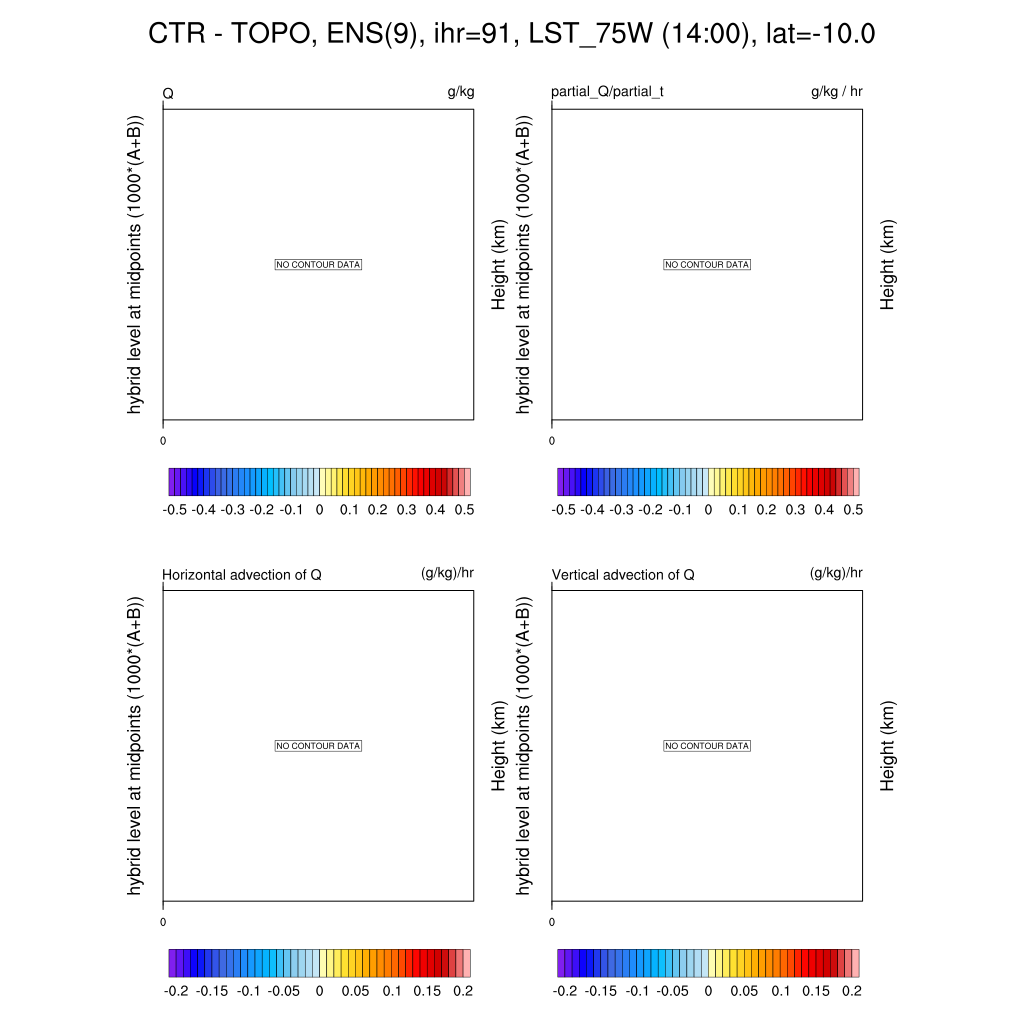 CTR - TOPO, ENS(9), ihr=91, LST_75W (14:00), lat=-10.0
Q g/kg
hybrid level at midpoints (1000*(A+B))
NO CONTOUR DATA
Height (km)
0
-0.5 -0.4 -0.3 -0.2 -0.1 0 0.1 0.2 0.3 0.4 0.5
partial_Q/partial_t g/kg / hr
hybrid level at midpoints (1000*(A+B))
NO CONTOUR DATA
Height (km)
0
-0.5 -0.4 -0.3 -0.2 -0.1 0 0.1 0.2 0.3 0.4 0.5
Horizontal advection of Q (g/kg)/hr
hybrid level at midpoints (1000*(A+B))
NO CONTOUR DATA
Height (km)
0
-0.2 -0.15 -0.1 -0.05 0 0.05 0.1 0.15 0.2
Vertical advection of Q (g/kg)/hr
hybrid level at midpoints (1000*(A+B))
NO CONTOUR DATA
Height (km)
0
-0.2 -0.15 -0.1 -0.05 0 0.05 0.1 0.15 0.2